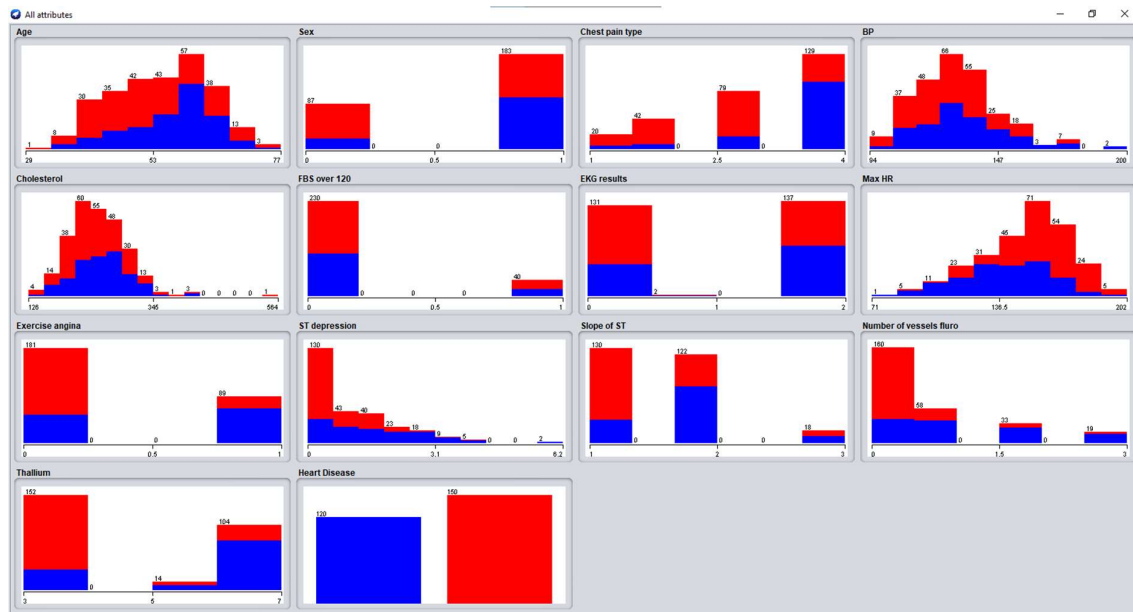 All attributes
Age
57
42 43
38
35
30
13
8
3
1
29 53 77
Sex
183
87
0 0
0 0.5 1
Chest pain type
129
79
42
20
0 0
1 2.5 4
BP
66
55
48
37
25
18
9
7
3
0
2
94 147 200
Cholesterol
60
55
48
38
30
14 13
4
3 1 3 0 0 0 0 1
126 345 564
FBS over 120
230
40
0 0
0 0.5 1
EKG results
131 137
2 0
0 1 2
Max HR
71
54
45
31
23 24
11
5 5
1
71 136.5 202
Exercise angina
181
89
0 0
0 0.5 1
ST depression
130
43 40
23
18
9
5
0 0 2
0 3.1 6.2
Slope of ST
130
122
18
0 0 0
1 2 3
Number of vessels fluro
160
58
33
19
0 0
0 1.5 3
Thallium
152
104
14
0
3 5 7
Heart Disease
150
120